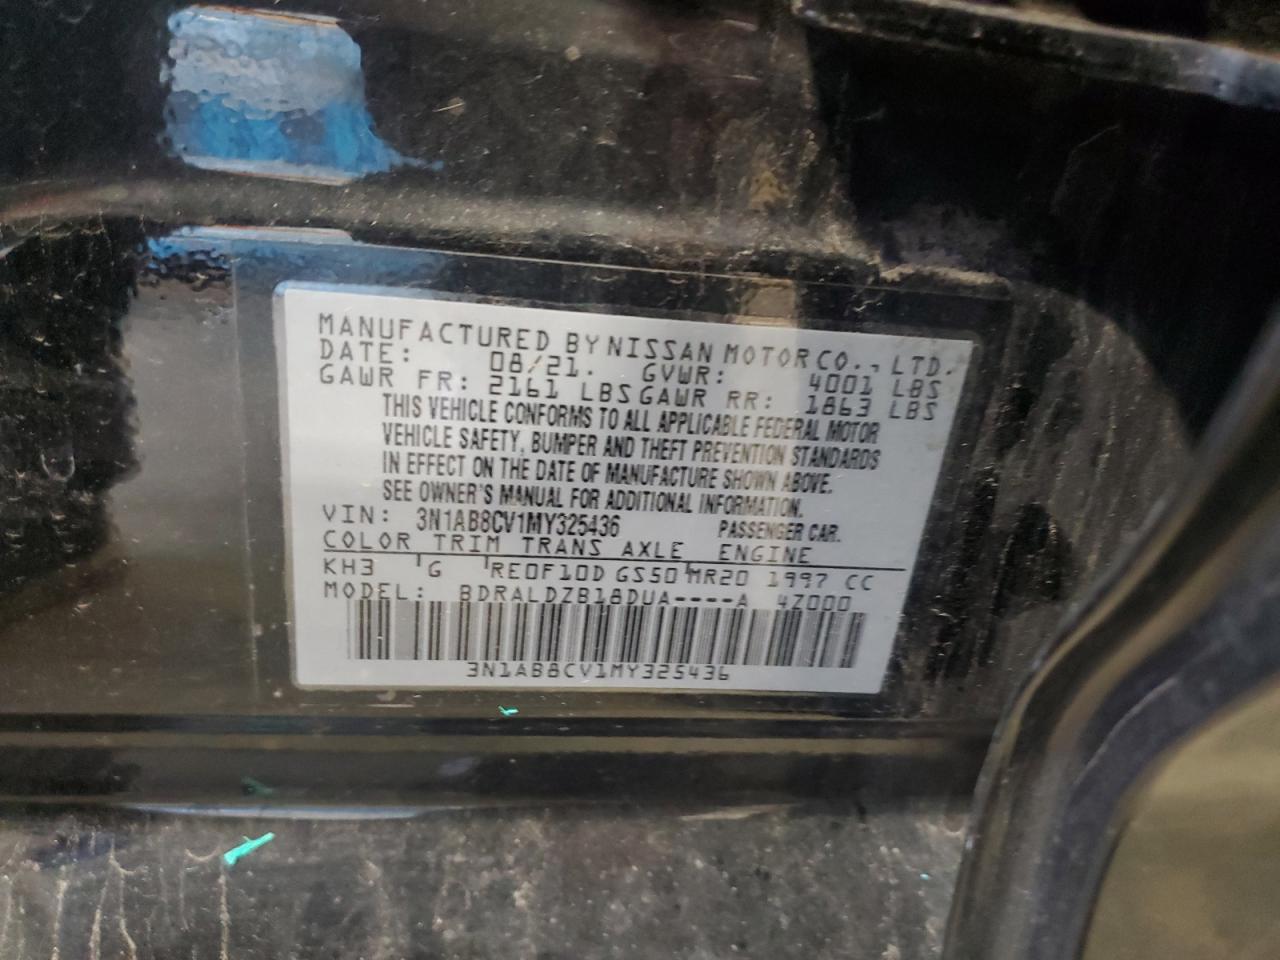 MANUFACTURED BY NISSAN MOTOR CO., LTD.
DATE: 08/21. GVWR: 4001 LBS
GAWR FR: 2161 LBS GAWR RR: 1863 LBS
THIS VEHICLE CONFORMS TO ALL APPLICABLE FEDERAL MOTOR
VEHICLE SAFETY, BUMPER AND THEFT PREVENTION STANDARDS
IN EFFECT ON THE DATE OF MANUFACTURE SHOWN ABOVE.
SEE OWNER'S MANUAL FOR ADDITIONAL INFORMATION.
VIN: 3N1AB8CV1MY325436 PASSENGER CAR.
COLOR TRIM TRANS AXLE ENGINE
KH3 G RE0F10D GS50 MR20 1997 CC
MODEL: BDRALDZB18DUA----A 4Z000
3N1AB8CV1MY325436